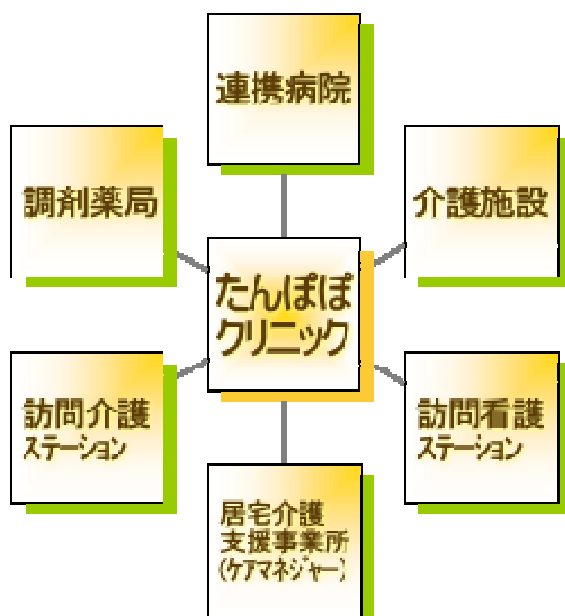 連携病院
調剤薬局
介護施設
たんぽぽ
クリニック
訪問介護
ステーション
訪問看護
ステーション
居宅介護
支援事業所
(ケアマネジャー)